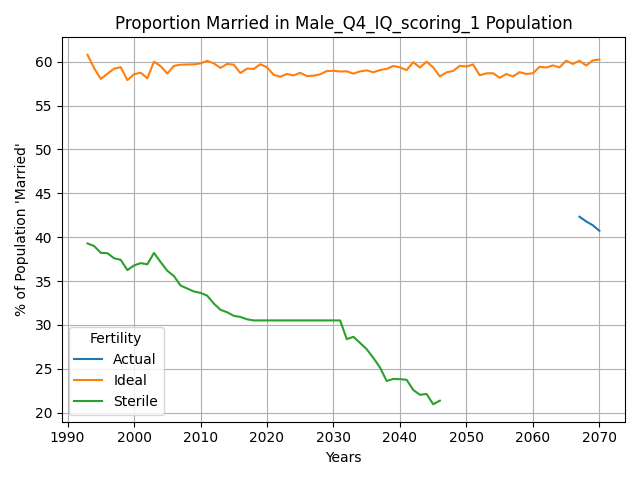 Proportion Married in Male_Q4_IQ_scoring_1 Population
% of Population 'Married'
60
55
50
45
40
35
30
25
20
Fertility
Actual
Ideal
Sterile
1990 2000 2010 2020 2030 2040 2050 2060 2070
Years